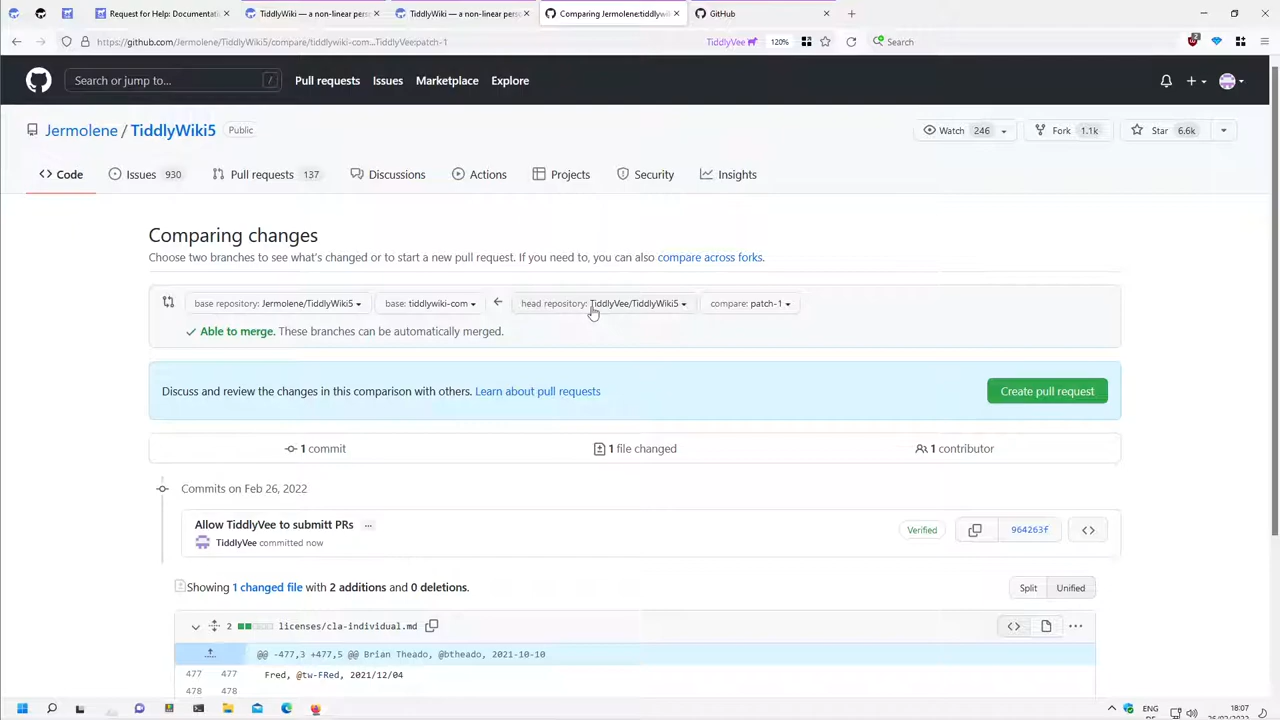 Request for Help: Documentati
TiddlyWiki — a non-linear perso
TiddlyWiki — a non-linear perso
Comparing Jermolene:tiddlywi
GitHub
https://github.com/Jermolene/TiddlyWiki5/compare/tiddlywiki-com...TiddlyVee:patch-1
TiddlyVee
120%
Search
2
Search or jump to...
/
Pull requests
Issues
Marketplace
Explore
Jermolene / TiddlyWiki5
Public
Watch 246
Fork 1.1k
Star 6.6k
Code
Issues 930
Pull requests 137
Discussions
Actions
Projects
Security
Insights
Comparing changes
Choose two branches to see what's changed or to start a new pull request. If you need to, you can also compare across forks.
base repository: Jermolene/TiddlyWiki5
base: tiddlywiki-com
head repository: TiddlyVee/TiddlyWiki5
compare: patch-1
Able to merge. These branches can be automatically merged.
Discuss and review the changes in this comparison with others. Learn about pull requests
Create pull request
1 commit
1 file changed
1 contributor
Commits on Feb 26, 2022
Allow TiddlyVee to submitt PRs ...
Verified
964263f
TiddlyVee committed now
Showing 1 changed file with 2 additions and 0 deletions.
Split
Unified
2 licenses/cla-individual.md
@@ -477,3 +477,5 @@ Brian Theado, @btheado, 2021-10-10
477 477 Fred, @tw-FRed, 2021/12/04
478 478
ENG
18:07
26/02/2022